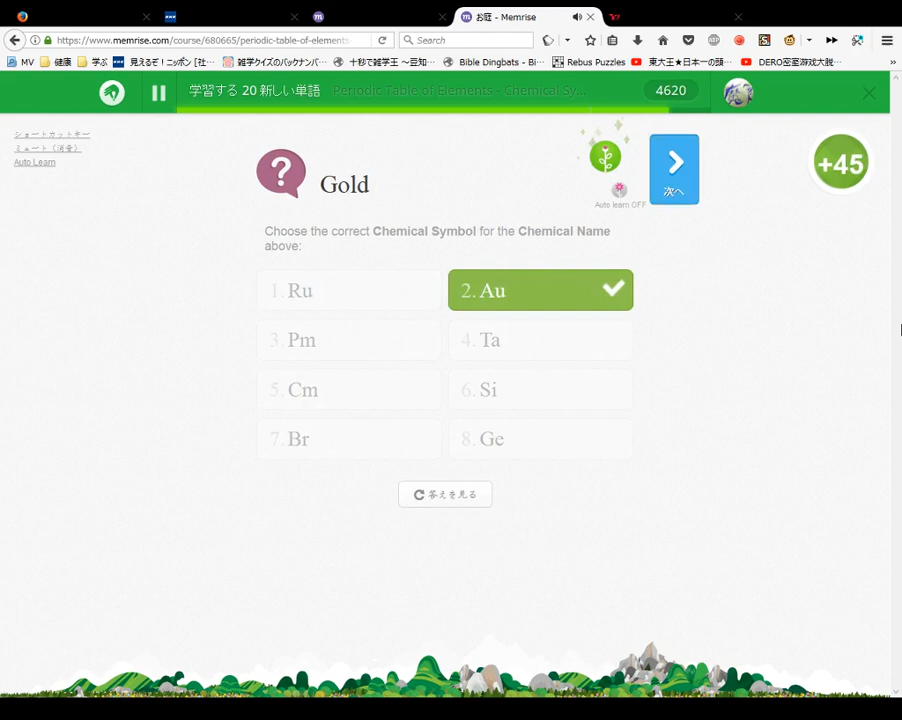 お庭 - Memrise
https://www.memrise.com/course/680665/periodic-table-of-elements-
Search
MV
健康
学ぶ
見えるぞ！ニッポン [社…
雑学クイズのバックナンバ…
十秒で雑学王 ～豆知…
Bible Dingbats - Bi…
Rebus Puzzles
東大王★日本一の頭…
DERO密室游戏大脱…
学習する 20 新しい単語
Periodic Table of Elements - Chemical Sy...
4620
ショートカットキー
ミュート（消音）
Auto Learn
Gold
Auto learn OFF
次へ
+45
Choose the correct Chemical Symbol for the Chemical Name
above:
1. Ru
2. Au
3. Pm
4. Ta
5. Cm
6. Si
7. Br
8. Ge
答えを見る